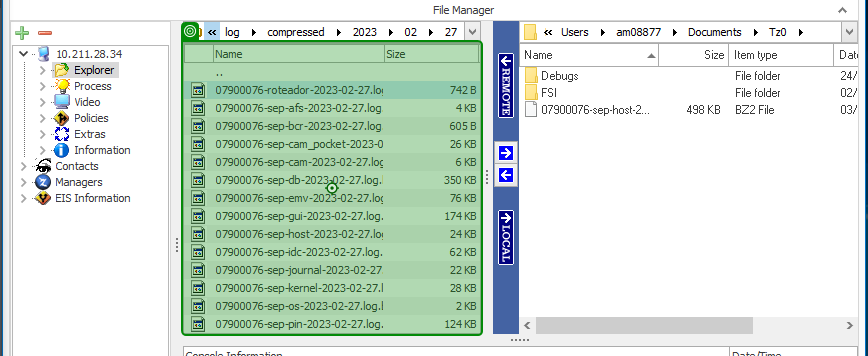 File Manager
10.211.28.34
Explorer
Process
Video
Policies
Extras
Information
Contacts
Managers
EIS Information
« log compressed 2023 02 27
Name Size
..
07900076-roteador-2023-02-27.lo 742 B
07900076-sep-afs-2023-02-27.log 4 KB
07900076-sep-bcr-2023-02-27.log 605 B
07900076-sep-cam_pocket-2023-0 26 KB
07900076-sep-cam-2023-02-27.log 6 KB
07900076-sep-db-2023-02-27.log. 350 KB
07900076-sep-emv-2023-02-27.log 76 KB
07900076-sep-gui-2023-02-27.log 174 KB
07900076-sep-host-2023-02-27.log 24 KB
07900076-sep-idc-2023-02-27.log 62 KB
07900076-sep-journal-2023-02-27. 22 KB
07900076-sep-kernel-2023-02-27. 28 KB
07900076-sep-os-2023-02-27.log 2 KB
07900076-sep-pin-2023-02-27.log. 124 KB
REMOTE
LOCAL
« Users am08877 Documents Tz0
Name Size Item type Dat
Debugs File folder 24/
FSI File folder 02/
07900076-sep-host-2... 498 KB BZ2 File 03/
Console Information Date/Time